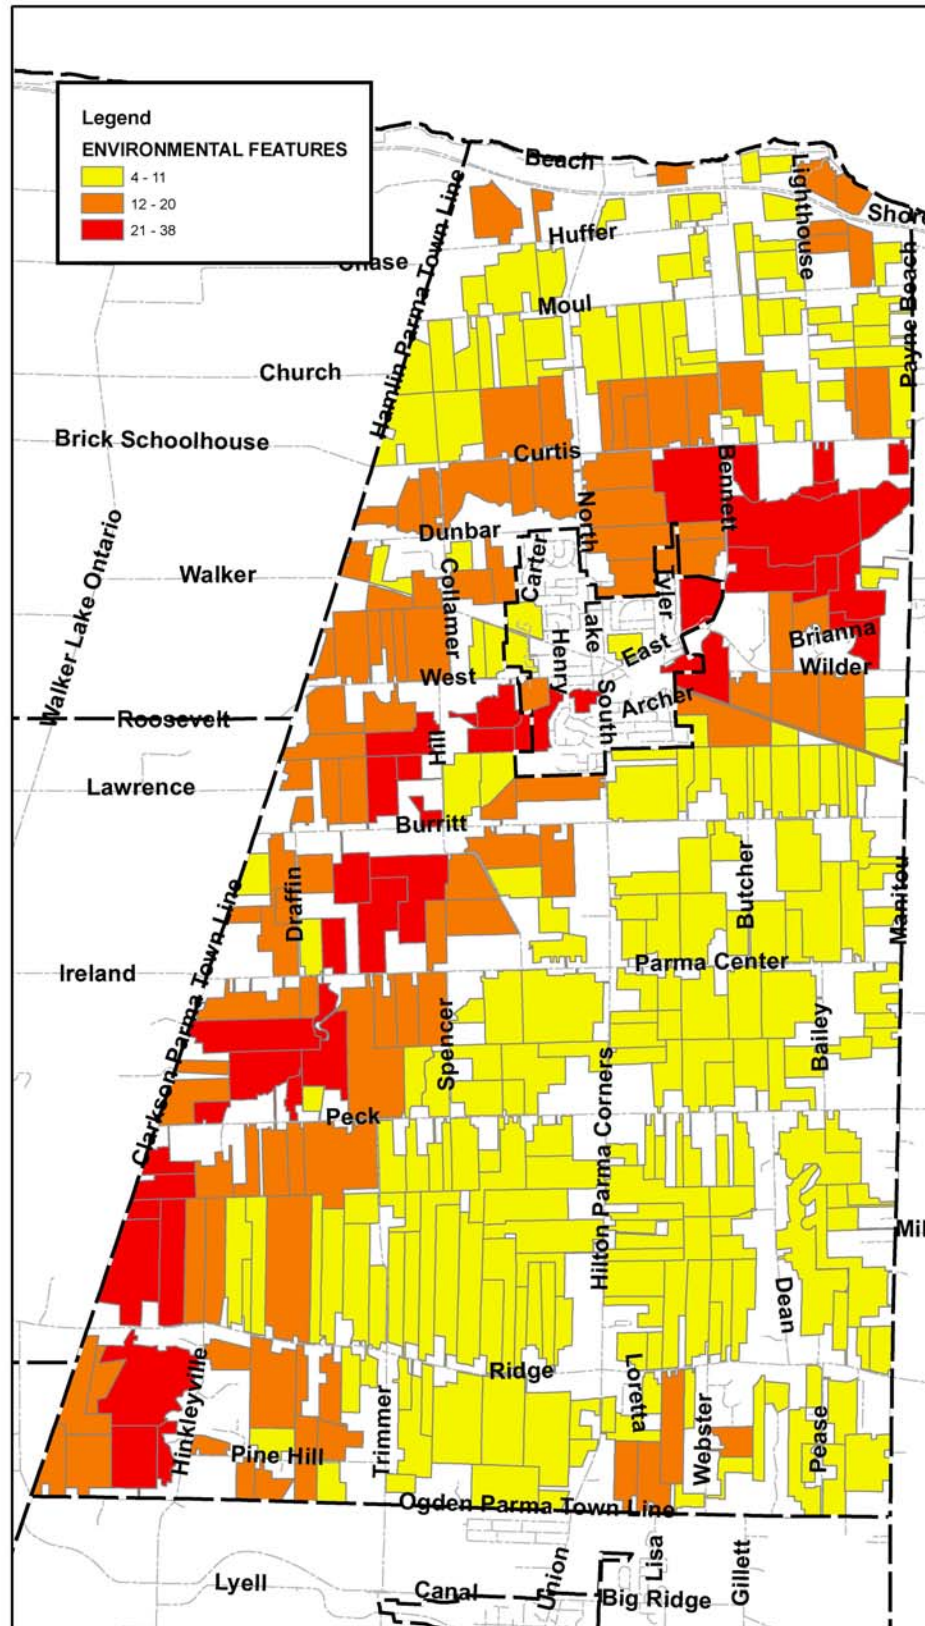 Legend
ENVIRONMENTAL FEATURES
4 - 11
12 - 20
21 - 38
Beach
Lighthouse
Shore
Huffer
Chase
Hamlin Parma Town Line
Payne Beach
Moul
Church
Brick Schoolhouse
Curtis
Bennett
North
Dunbar
Walker Lake Ontario
Walker
Collamer
Carter
Tyler
Lake
Henry
East
Brianna
Wilder
West
South
Archer
Roosevelt
Hill
Lawrence
Burritt
Draffin
Butcher
Manitou
Clarkson Parma Town Line
Ireland
Parma Center
Spencer
Bailey
Peck
Hilton Parma Corners
Mil
Dean
Ridge
Hinkleyville
Loretta
Trimmer
Webster
Pease
Pine Hill
Ogden Parma Town Line
Union
Lisa
Gillett
Lyell
Canal
Big Ridge